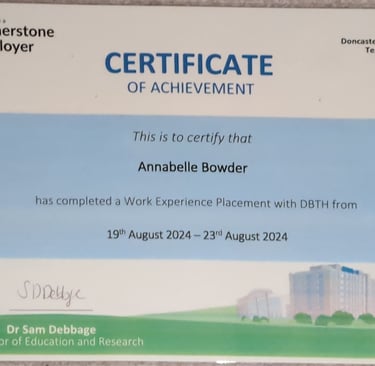 erstone
loyer
Doncaste
Te
CERTIFICATE
OF ACHIEVEMENT
This is to certify that
Annabelle Bowder
has completed a Work Experience Placement with DBTH from
19th August 2024 – 23rd August 2024
SDDebbage
Dr Sam Debbage
or of Education and Research